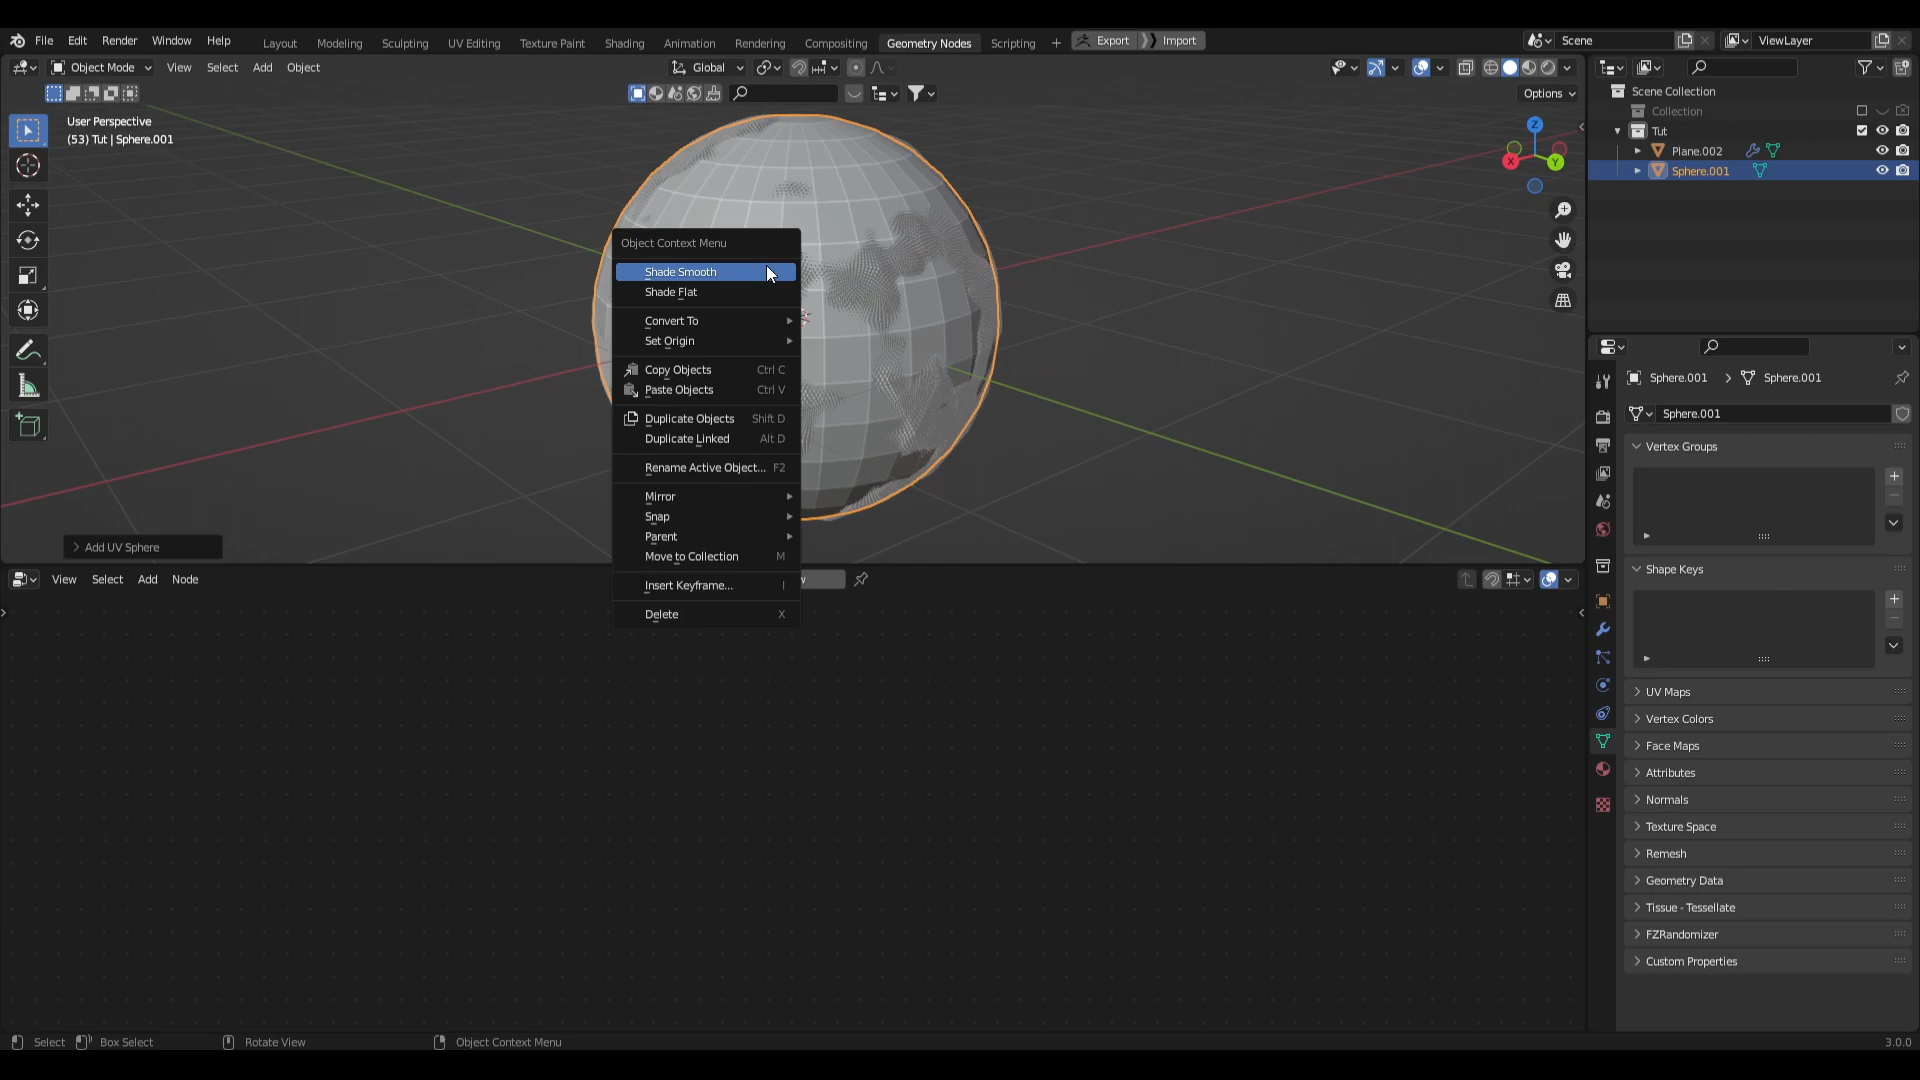 File Edit Render Window Help Layout Modeling Sculpting UV Editing Texture Paint Shading Animation Rendering Compositing Geometry Nodes Scripting + Export Import Scene ViewLayer
Object Mode View Select Add Object Global
Options
User Perspective
(53) Tut | Sphere.001
Z
X
Y
Scene Collection
Collection
Tut
Plane.002
Sphere.001
Object Context Menu
Shade Smooth
Shade Flat
Convert To
Set Origin
Copy Objects Ctrl C
Paste Objects Ctrl V
Duplicate Objects Shift D
Duplicate Linked Alt D
Rename Active Object... F2
Mirror
Snap
Parent
Move to Collection M
Insert Keyframe... I
Delete X
Add UV Sphere
View Select Add Node
w
Sphere.001 > Sphere.001
Sphere.001
Vertex Groups
Shape Keys
UV Maps
Vertex Colors
Face Maps
Attributes
Normals
Texture Space
Remesh
Geometry Data
Tissue - Tessellate
FZRandomizer
Custom Properties
Select Box Select Rotate View Object Context Menu 3.0.0